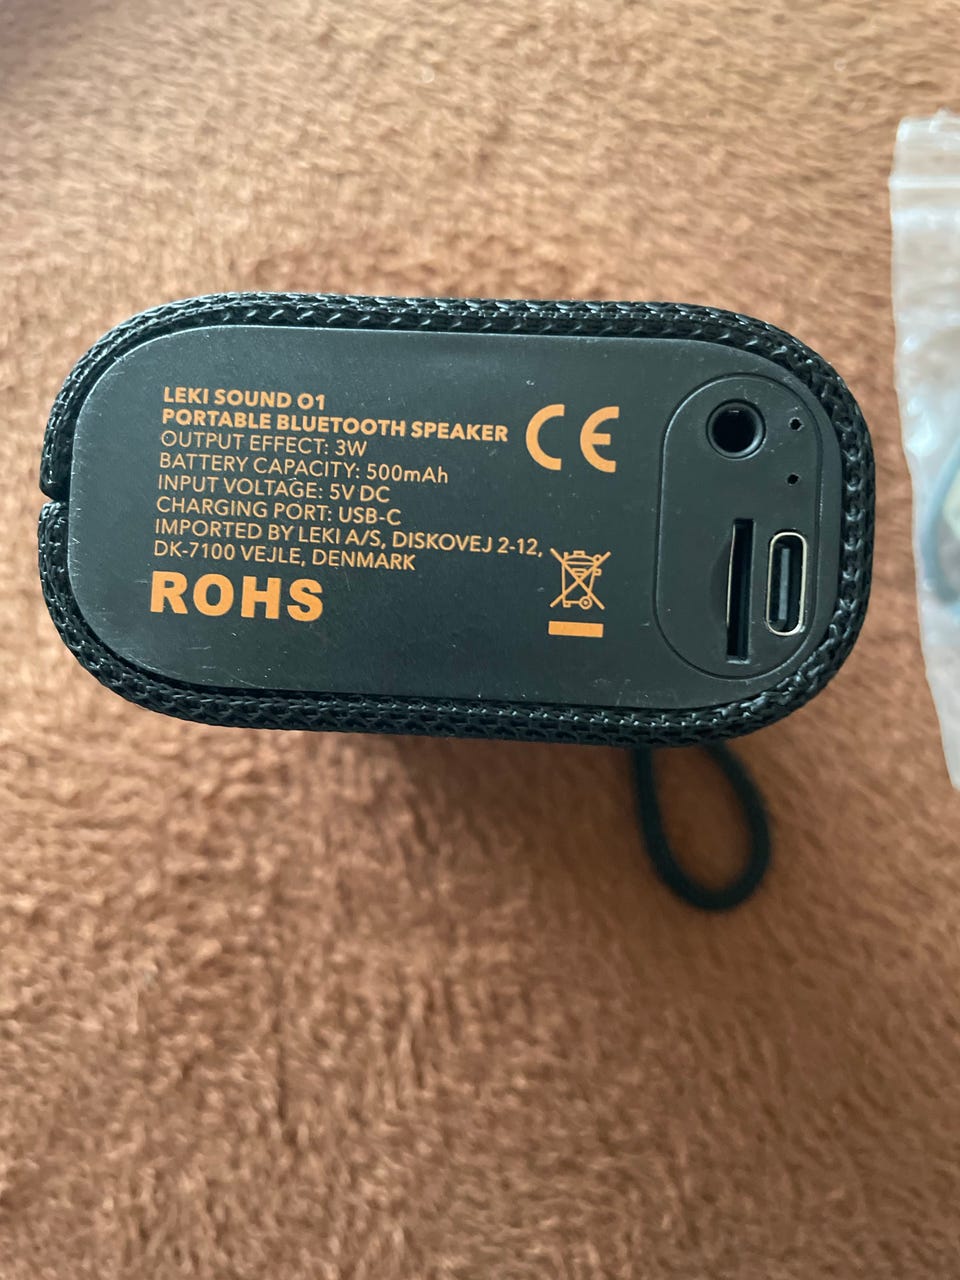 LEKI SOUND 01
PORTABLE BLUETOOTH SPEAKER
OUTPUT EFFECT: 3W
BATTERY CAPACITY: 500mAh
INPUT VOLTAGE: 5V DC
CHARGING PORT: USB-C
IMPORTED BY LEKI A/S, DISKOVEJ 2-12,
DK-7100 VEJLE, DENMARK
ROHS
CE